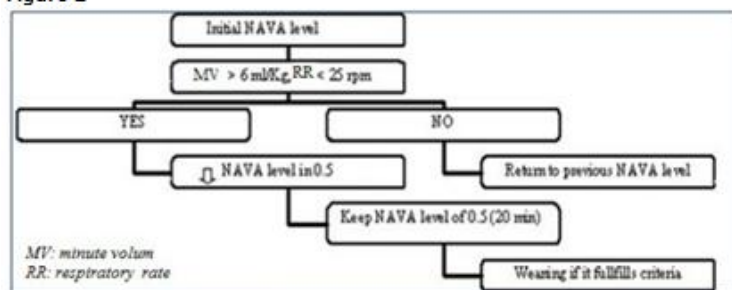 Figure 2
Initial NAVA level
MV > 6 ml/Kg, RR < 25 rpm
YES
NO
⇩ NAVA level in 0.5
Return to previous NAVA level
Keep NAVA level of 0.5 (20 min)
MV: minute volum
RR: respiratory rate
Weaning if it fullfills criteria